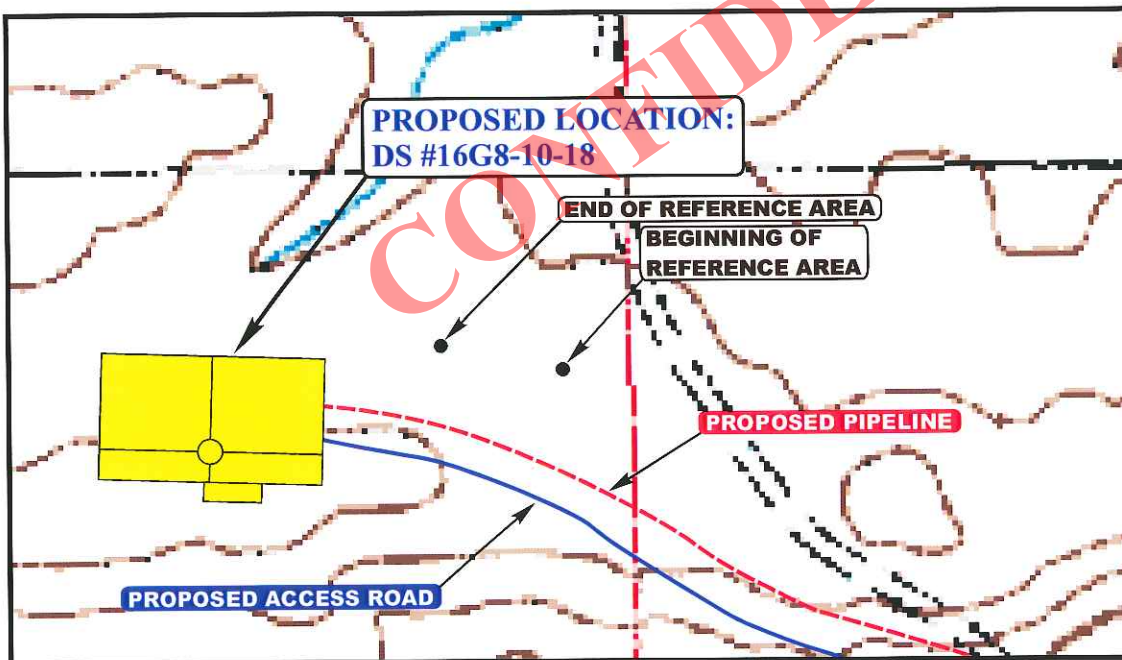 PROPOSED LOCATION:
DS #16G8-10-18
END OF REFERENCE AREA
BEGINNING OF
REFERENCE AREA
PROPOSED PIPELINE
PROPOSED ACCESS ROAD